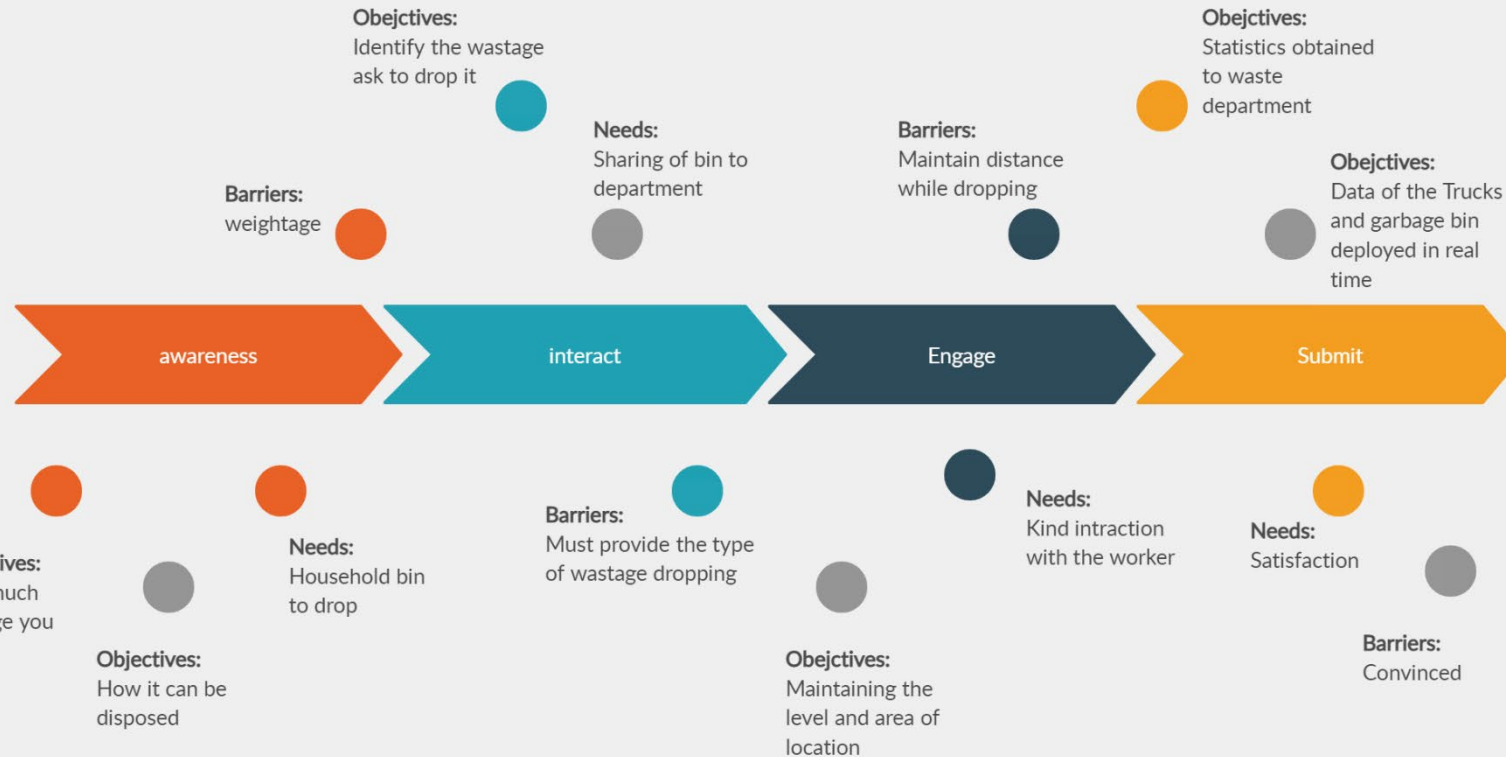 Obejctives:
Identify the wastage
ask to drop it
Obejctives:
Statistics obtained
to waste
department
Needs:
Sharing of bin to
department
Barriers:
Maintain distance
while dropping
Obejctives:
Data of the Trucks
and garbage bin
deployed in real
time
Barriers:
weightage
awareness
interact
Engage
Submit
ives:
much
ge you
Objectives:
How it can be
disposed
Needs:
Household bin
to drop
Barriers:
Must provide the type
of wastage dropping
Obejctives:
Maintaining the
level and area of
location
Needs:
Kind intraction
with the worker
Needs:
Satisfaction
Barriers:
Convinced